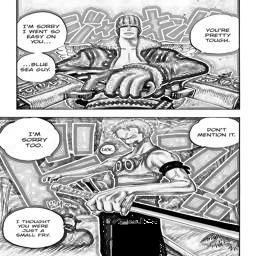 I'M SORRY
I WENT SO
EASY ON
YOU...
...BLUE
SEA GUY.
YOU'RE
PRETTY
TOUGH.
I'M
SORRY
TOO.
DON'T
MENTION IT.
I THOUGHT
YOU WERE
JUST A
SMALL FRY.